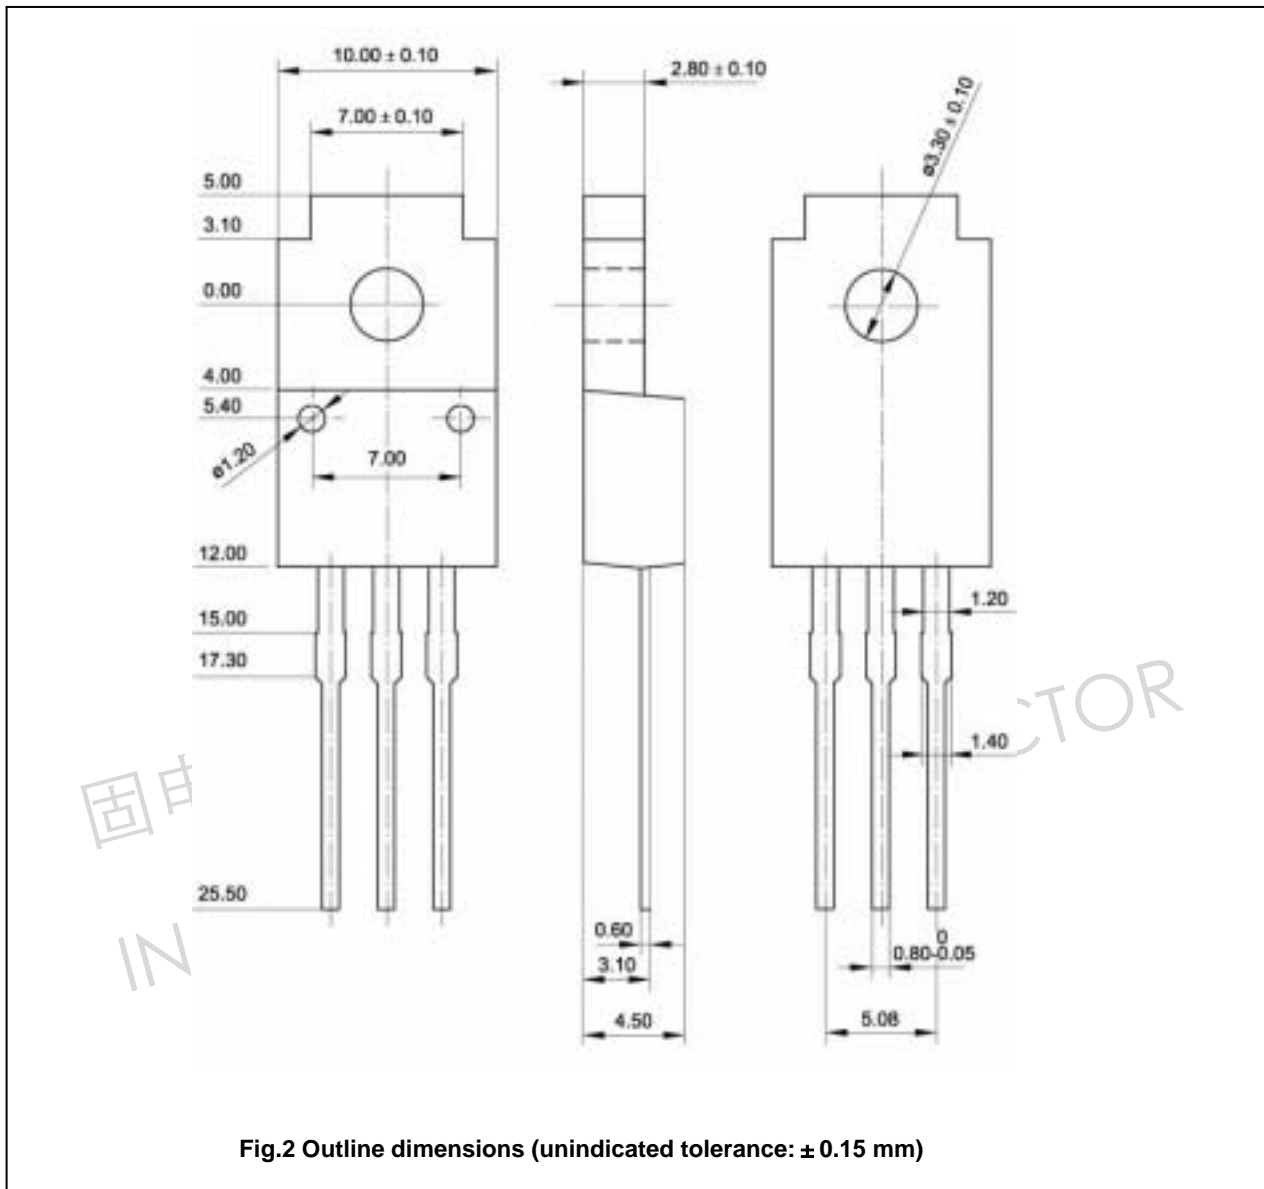 10.00 ± 0.10
7.00 ± 0.10
5.00
3.10
0.00
4.00
5.40
ø1.20
7.00
12.00
15.00
17.30
25.50
2.80 ± 0.10
0.60
3.10
4.50
ø3.30 ± 0.10
1.20
1.40
0
0.80-0.05
5.08
固
IN
CTOR
Fig.2 Outline dimensions (unindicated tolerance: ± 0.15 mm)